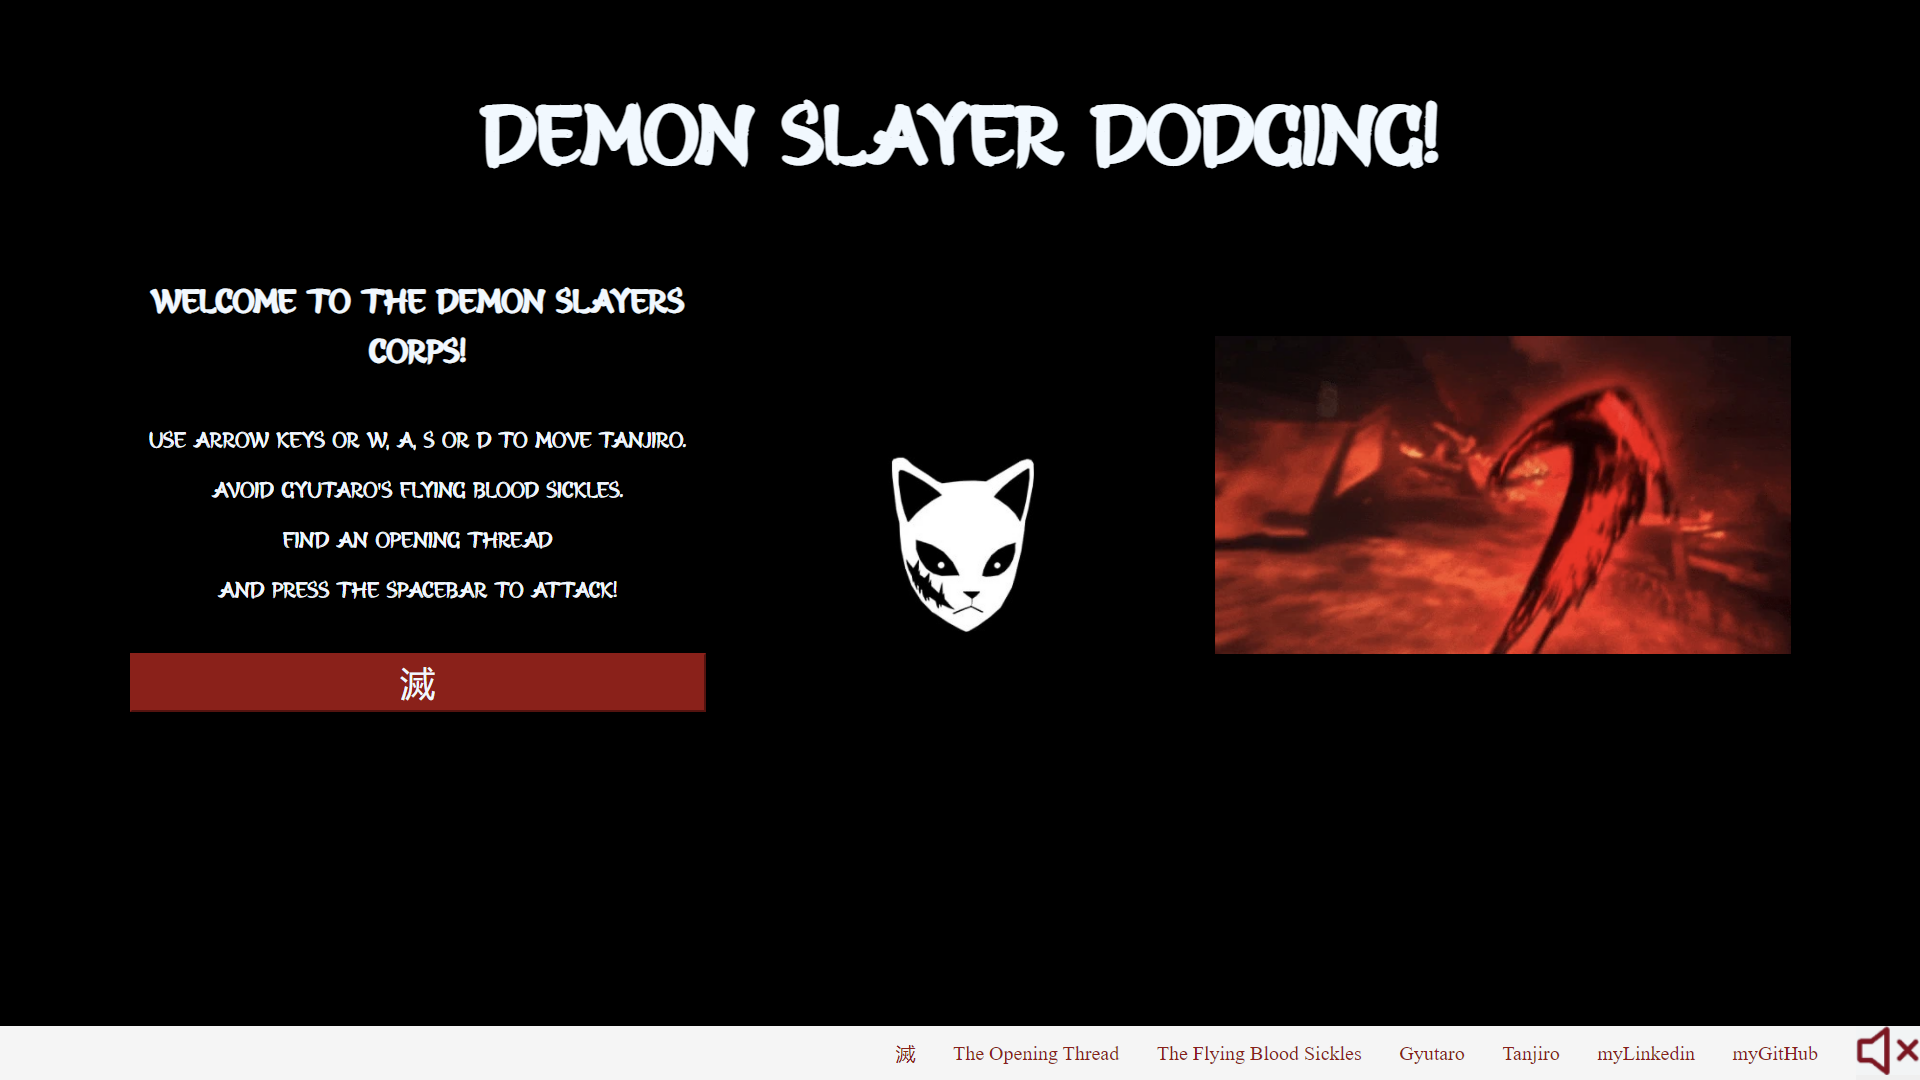 DEMON SLAYER DODGING!
WELCOME TO THE DEMON SLAYERS
CORPS!
USE ARROW KEYS OR W, A, S OR D TO MOVE TANJIRO.
AVOID GYUTARO'S FLYING BLOOD SICKLES.
FIND AN OPENING THREAD
AND PRESS THE SPACEBAR TO ATTACK!
滅
滅 The Opening Thread The Flying Blood Sickles Gyutaro Tanjiro myLinkedin myGitHub